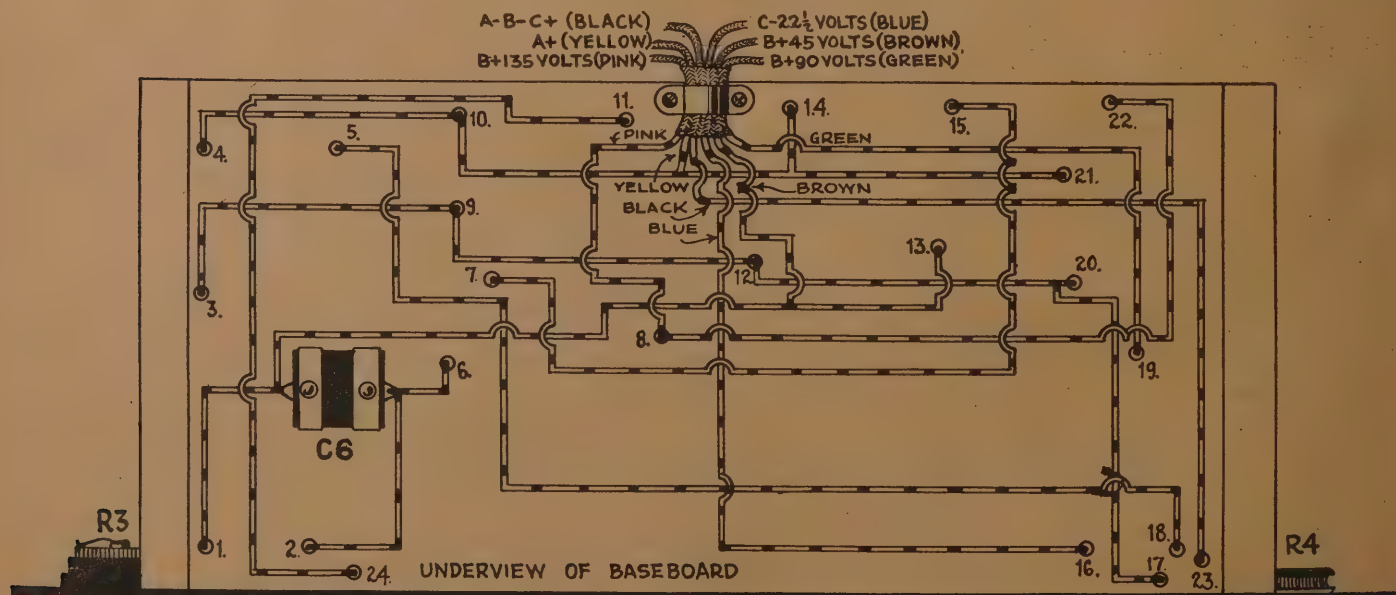 A-B-C+ (BLACK)
A+ (YELLOW)
B+135 VOLTS (PINK)
C-22½ VOLTS (BLUE)
B+45 VOLTS (BROWN)
B+90 VOLTS (GREEN)
11.
14.
15.
22.
10.
5.
4.
PINK
GREEN
21.
YELLOW
BROWN
BLACK
BLUE
9.
3.
7.
12.
13.
20.
8.
19.
6.
C6
R3
1.
2.
24.
UNDERVIEW OF BASEBOARD
16.
18.
17.
23.
R4